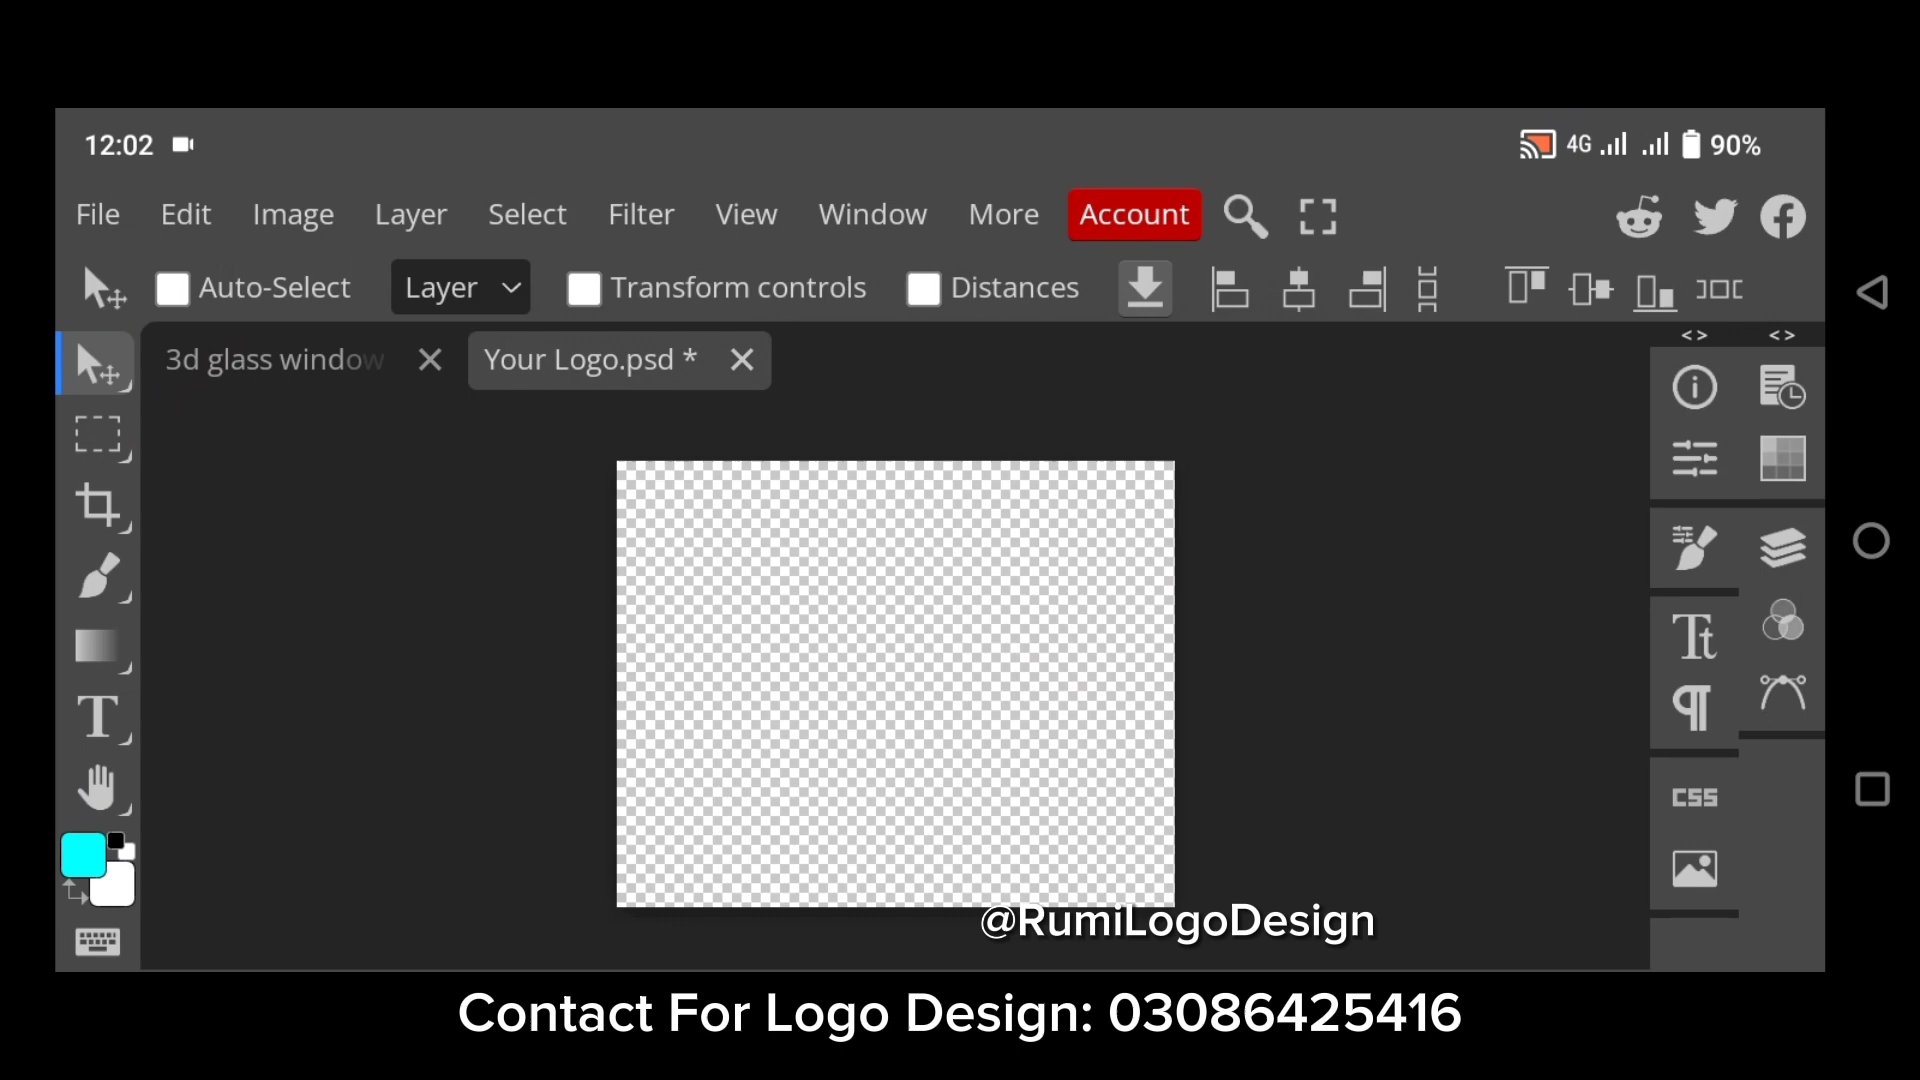 12:02
4G
90%
File Edit Image Layer Select Filter View Window More Account
Auto-Select Layer Transform controls Distances
3d glass window
Your Logo.psd *
T
Tt
CSS
@RumiLogoDesign
Contact For Logo Design: 03086425416